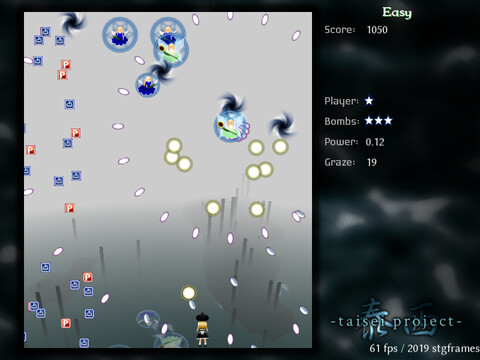 Easy
Score: 1050
Player: ★
Bombs: ★★★
Power: 0.12
Graze: 19
P
P
P
P
P
P
P
-taisei project-
61 fps / 2019 stgframes